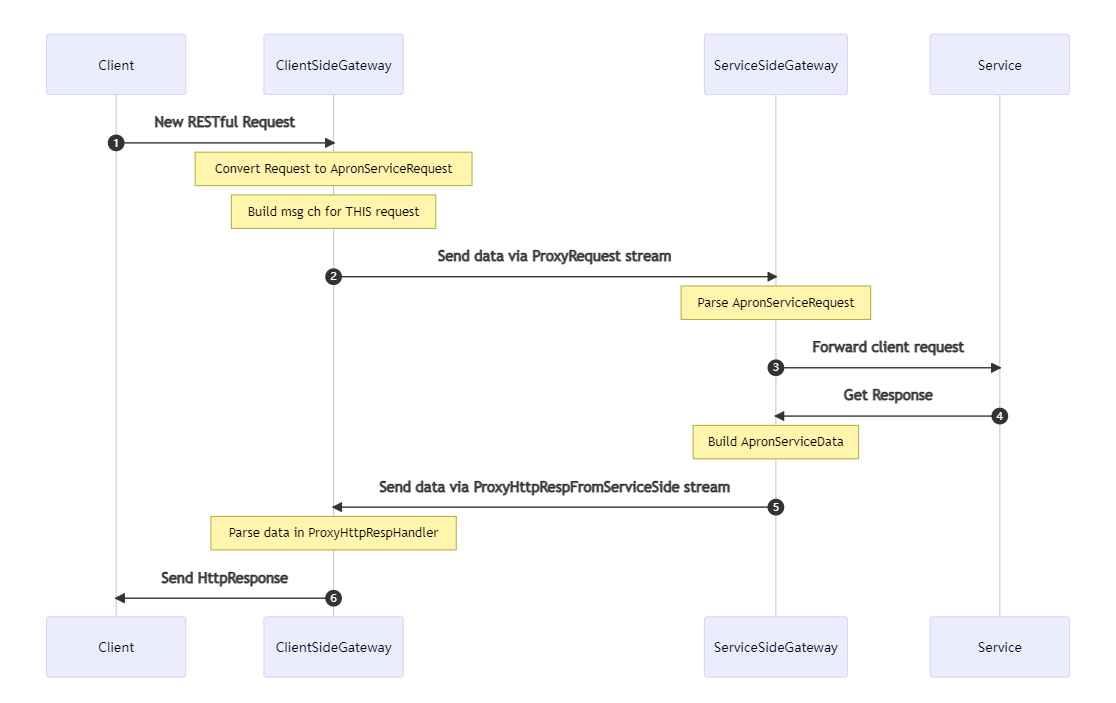 Client
ClientSideGateway
ServiceSideGateway
Service
New RESTful Request
1
Convert Request to ApronServiceRequest
Build msg ch for THIS request
Send data via ProxyRequest stream
2
Parse ApronServiceRequest
Forward client request
3
Get Response
4
Build ApronServiceData
Send data via ProxyHttpRespFromServiceSide stream
5
Parse data in ProxyHttpRespHandler
Send HttpResponse
6
Client
ClientSideGateway
ServiceSideGateway
Service